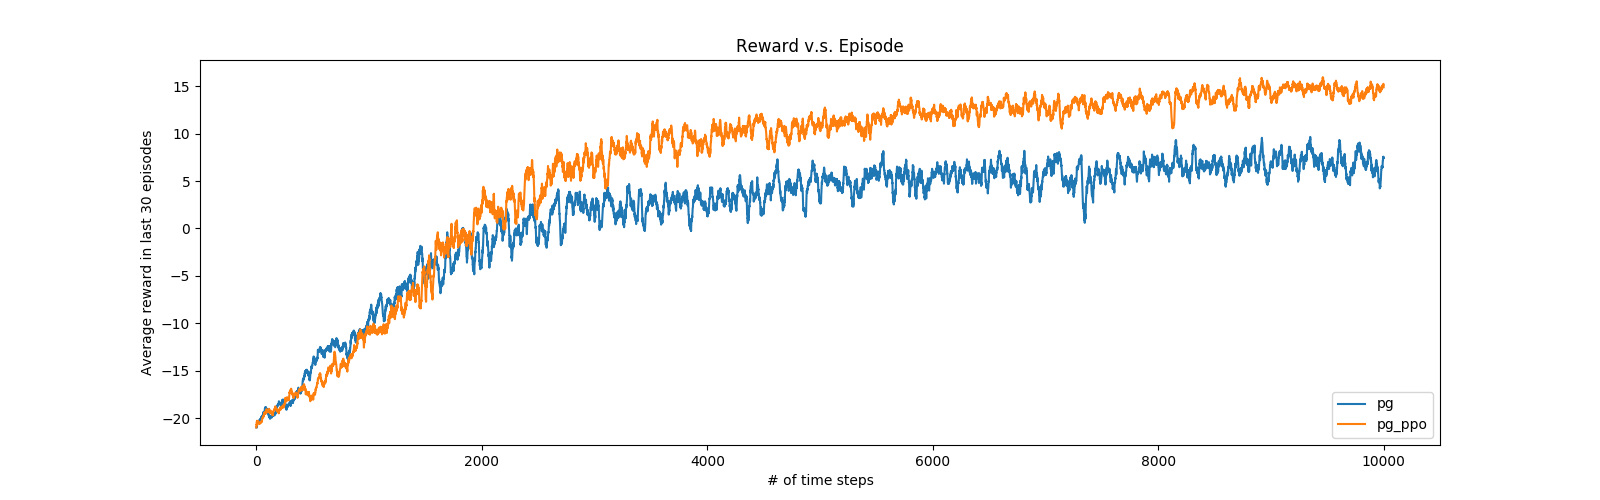 Reward v.s. Episode
Average reward in last 30 episodes
15
10
5
0
−5
−10
−15
−20
0 2000 4000 6000 8000 10000
# of time steps
pg
pg_ppo